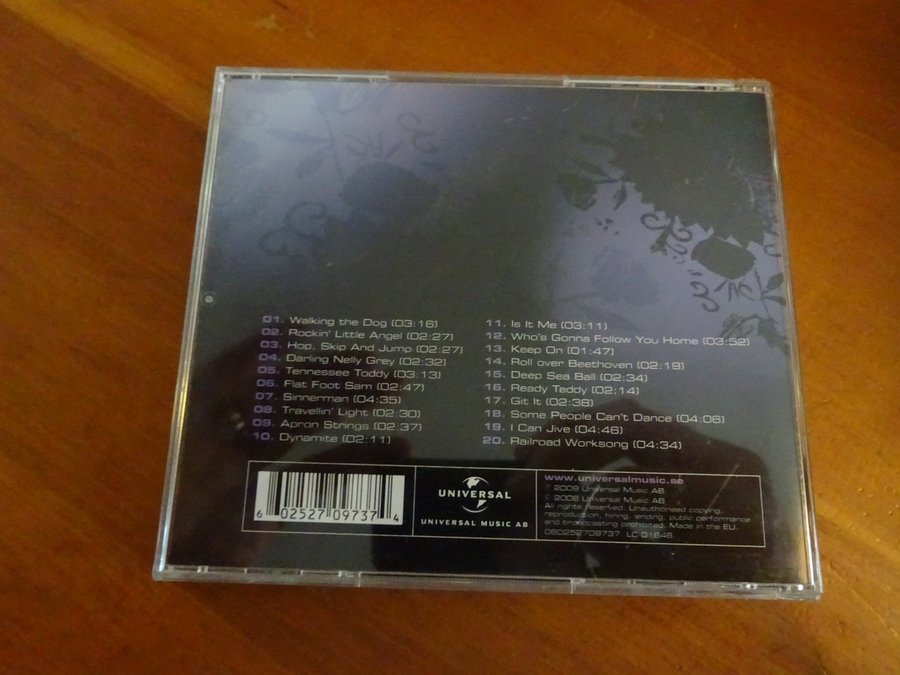 01. Walking the Dog (03:16)
02. Rockin' Little Angel (02:27)
03. Hop, Skip And Jump (02:27)
04. Darling Nelly Grey (02:32)
05. Tennessee Toddy (03:13)
06. Flat Foot Sam (02:47)
07. Sinnerman (04:35)
08. Travellin' Light (02:30)
09. Apron Strings (02:37)
10. Dynamite (02:11)
11. Is It Me (03:11)
12. Who's Gonna Follow You Home (03:52)
13. Keep On (01:47)
14. Roll over Beethoven (02:19)
15. Deep Sea Ball (02:34)
16. Ready Teddy (02:14)
17. Git It (02:38)
18. Some People Can't Dance (04:06)
19. I Can Jive (04:46)
20. Railroad Worksong (04:34)
6 02527 09737 4
UNIVERSAL
UNIVERSAL MUSIC AB
www.universalmusic.se
Universal Music AB.
Universal Music AB.
All rights reserved. Unauthorised copying,
reproduction, hiring, lending, public performance
and broadcasting prohibited. Made in the EU.
060252709737 LC 01846